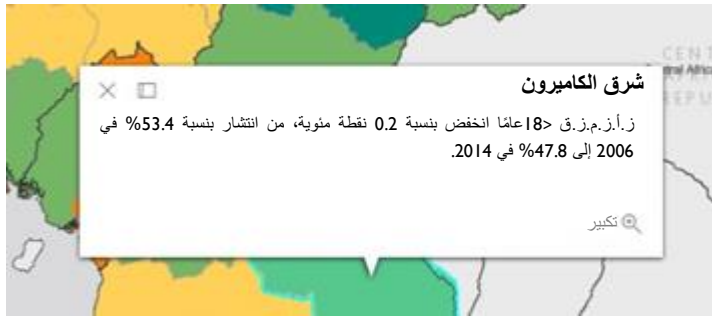 شرق الكاميرون
ز.أ.ز.م.ز.ق <18عامًا انخفض بنسبة 0.2 نقطة مئوية، من انتشار بنسبة 53.4% في
2006 إلى 47.8% في 2014.
تكبير